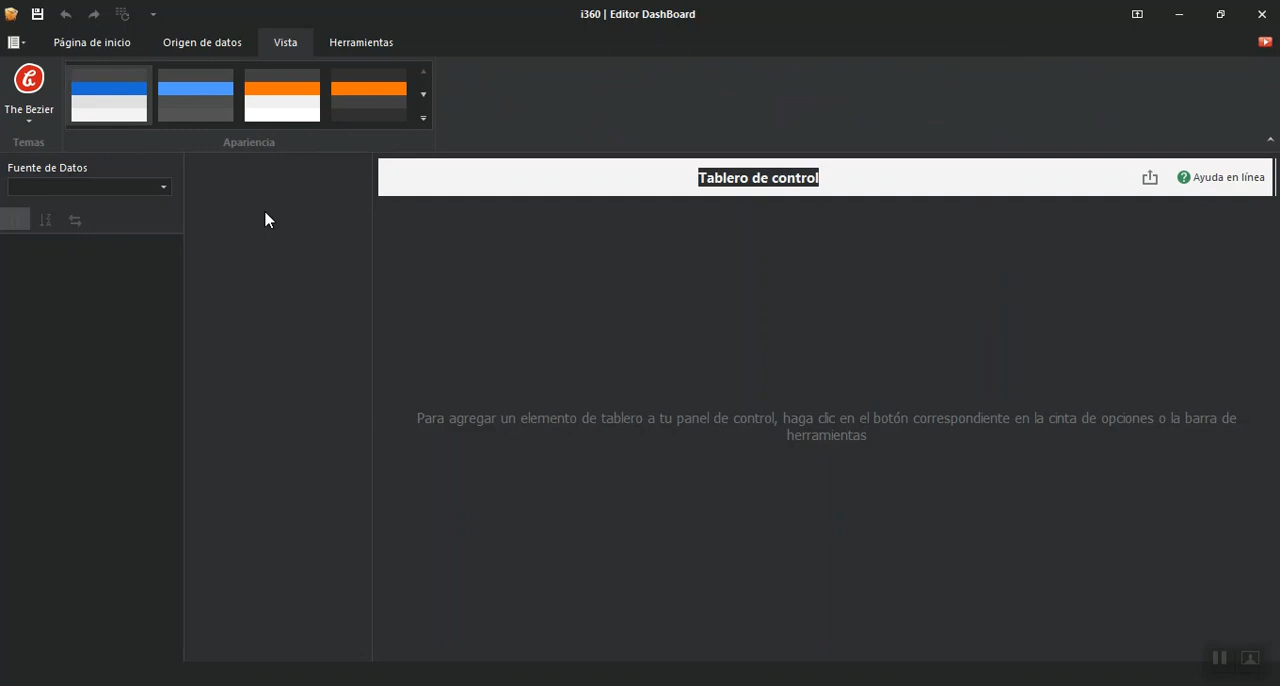 i360 | Editor DashBoard
Página de inicio
Origen de datos
Vista
Herramientas
The Bezier
Temas
Apariencia
Fuente de Datos
Tablero de control
Ayuda en línea
Para agregar un elemento de tablero a tu panel de control, haga clic en el botón correspondiente en la cinta de opciones o la barra de
herramientas